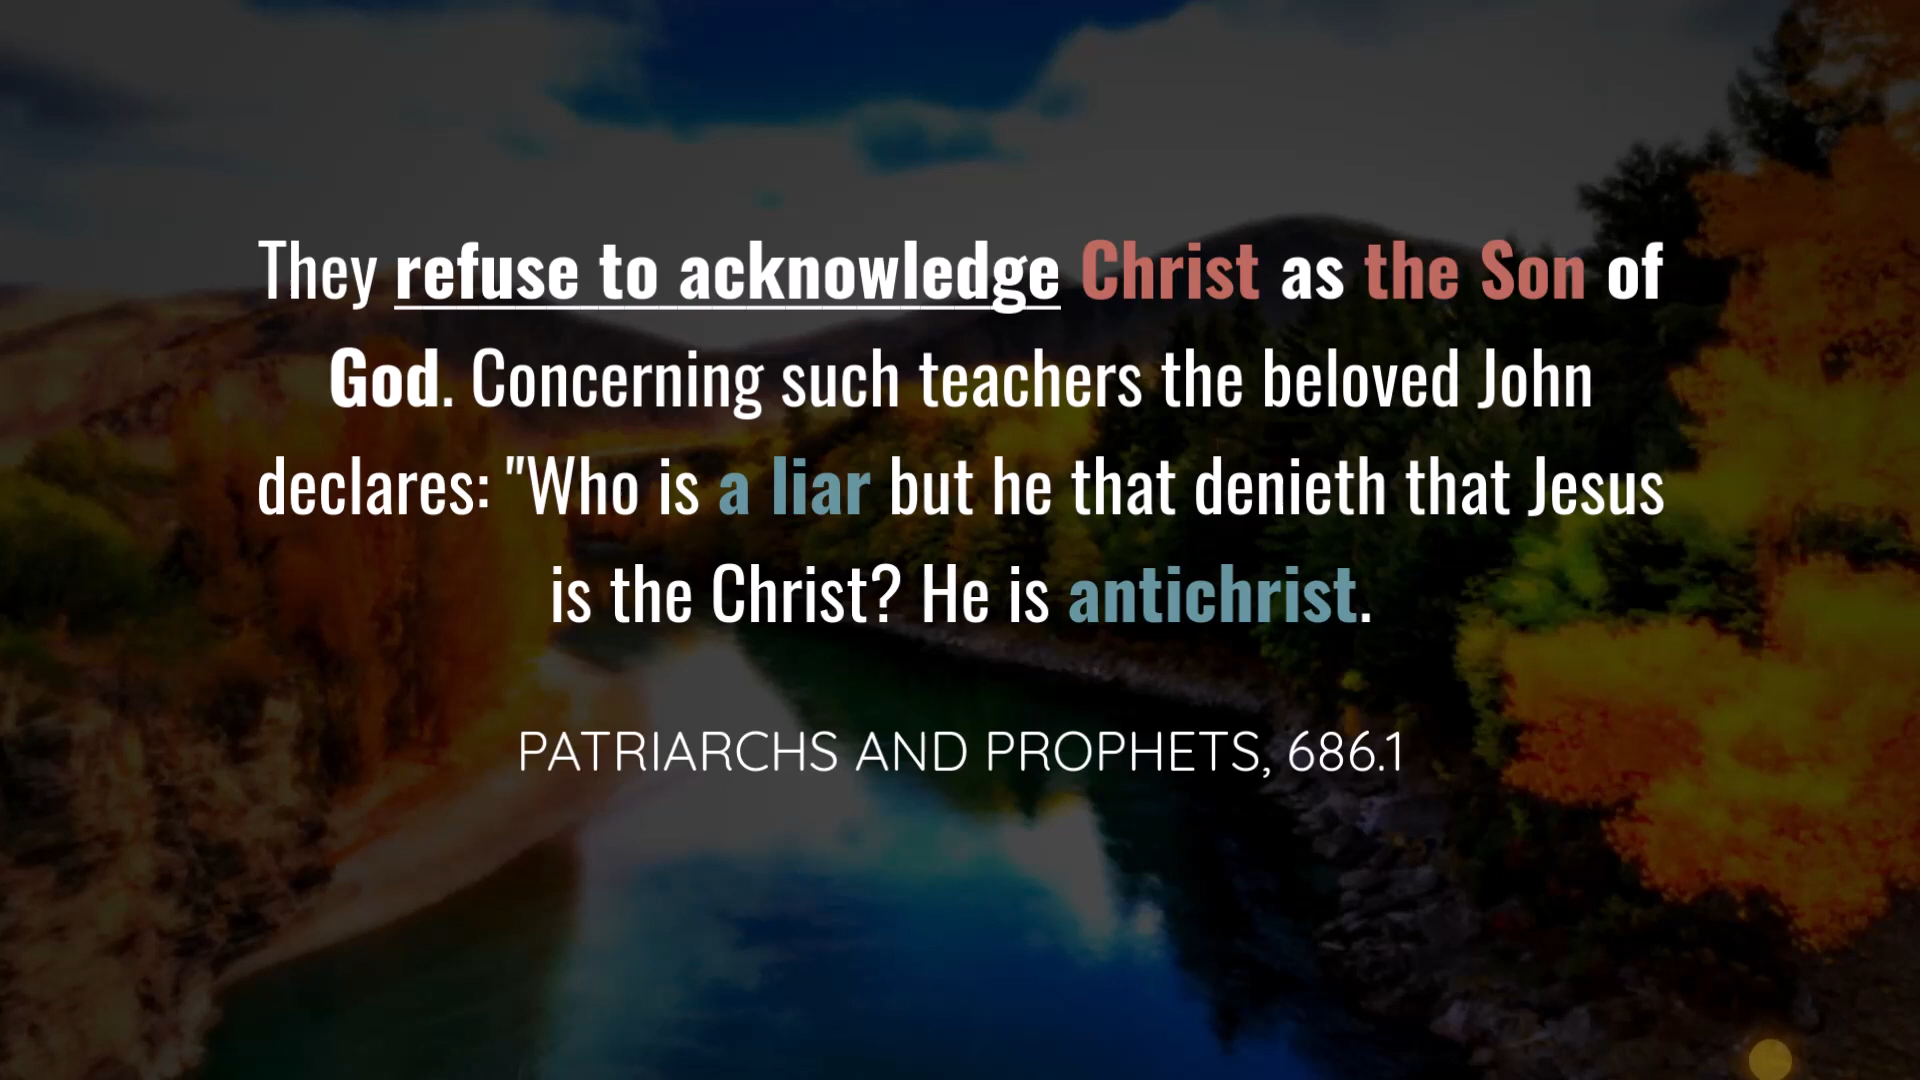 They refuse to acknowledge Christ as the Son of
God. Concerning such teachers the beloved John
declares: "Who is a liar but he that denieth that Jesus
is the Christ? He is antichrist.
PATRIARCHS AND PROPHETS, 686.1